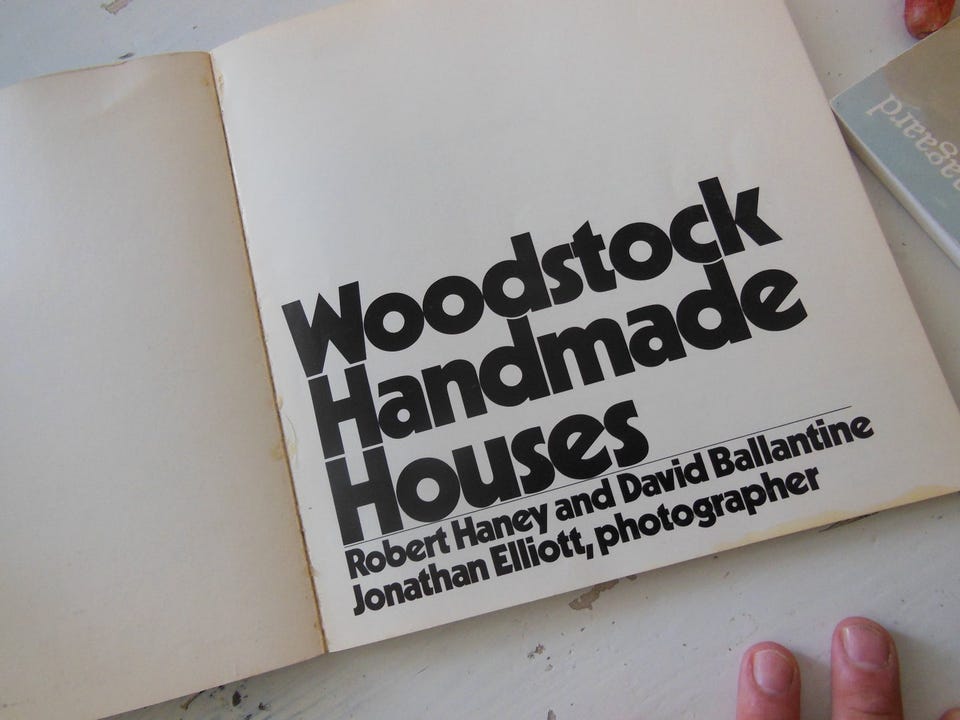 Woodstock
Handmade
Houses
Robert Haney and David Ballantine
Jonathan Elliott, photographer